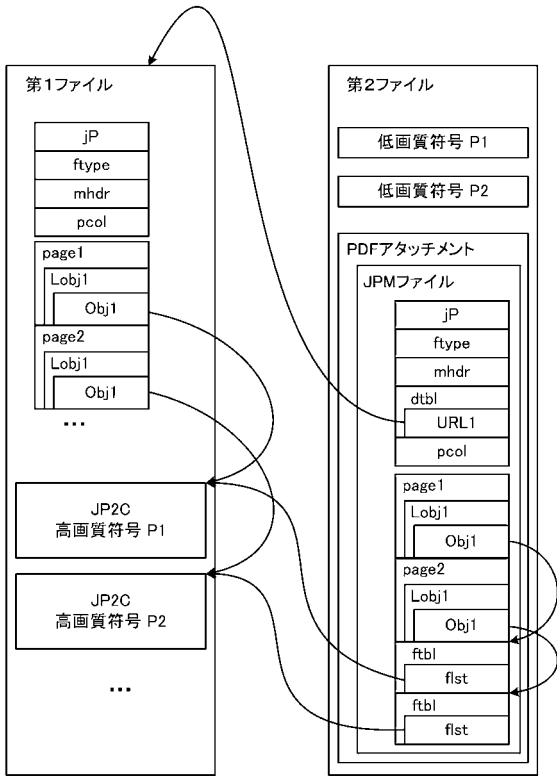 第1ファイル
jP
ftype
mhdr
pcol
page1
Lobj1
Obj1
page2
Lobj1
Obj1
...
JP2C
高画質符号 P1
JP2C
高画質符号 P2
...
第2ファイル
低画質符号 P1
低画質符号 P2
PDFアタッチメント
JPMファイル
jP
ftype
mhdr
dtbl
URL1
pcol
page1
Lobj1
Obj1
page2
Lobj1
Obj1
ftbl
flst
ftbl
flst